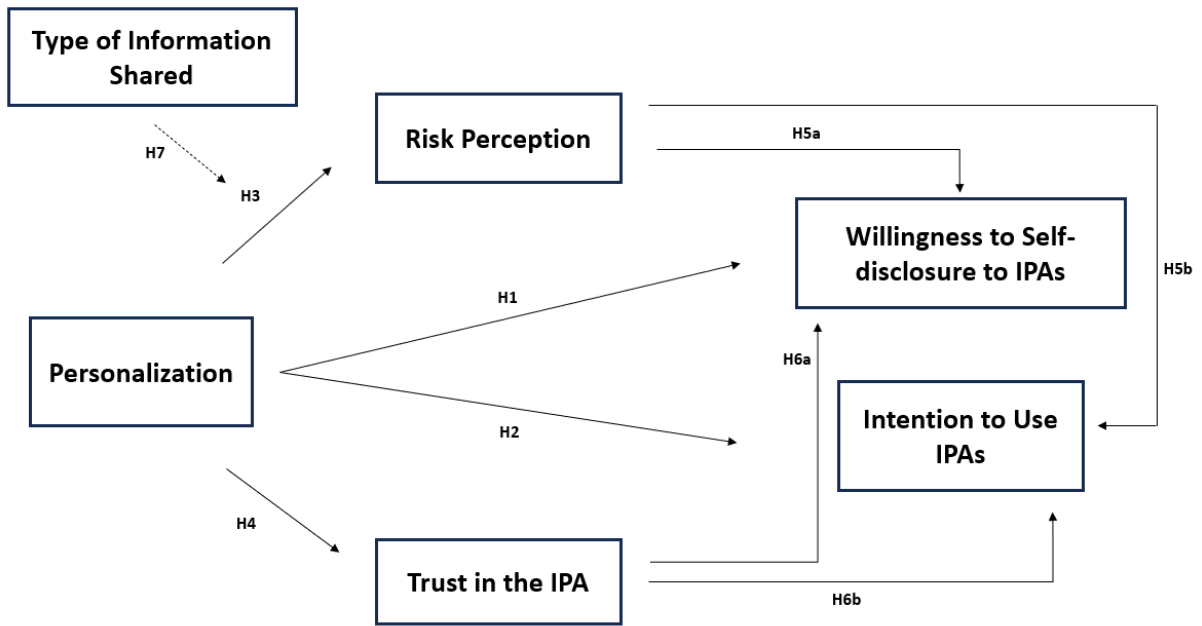 Type of Information
Shared
Risk Perception
H5a
H7
H3
Willingness to Self-
disclosure to IPAs
H5b
H1
Personalization
H6a
Intention to Use
IPAs
H2
H4
Trust in the IPA
H6b